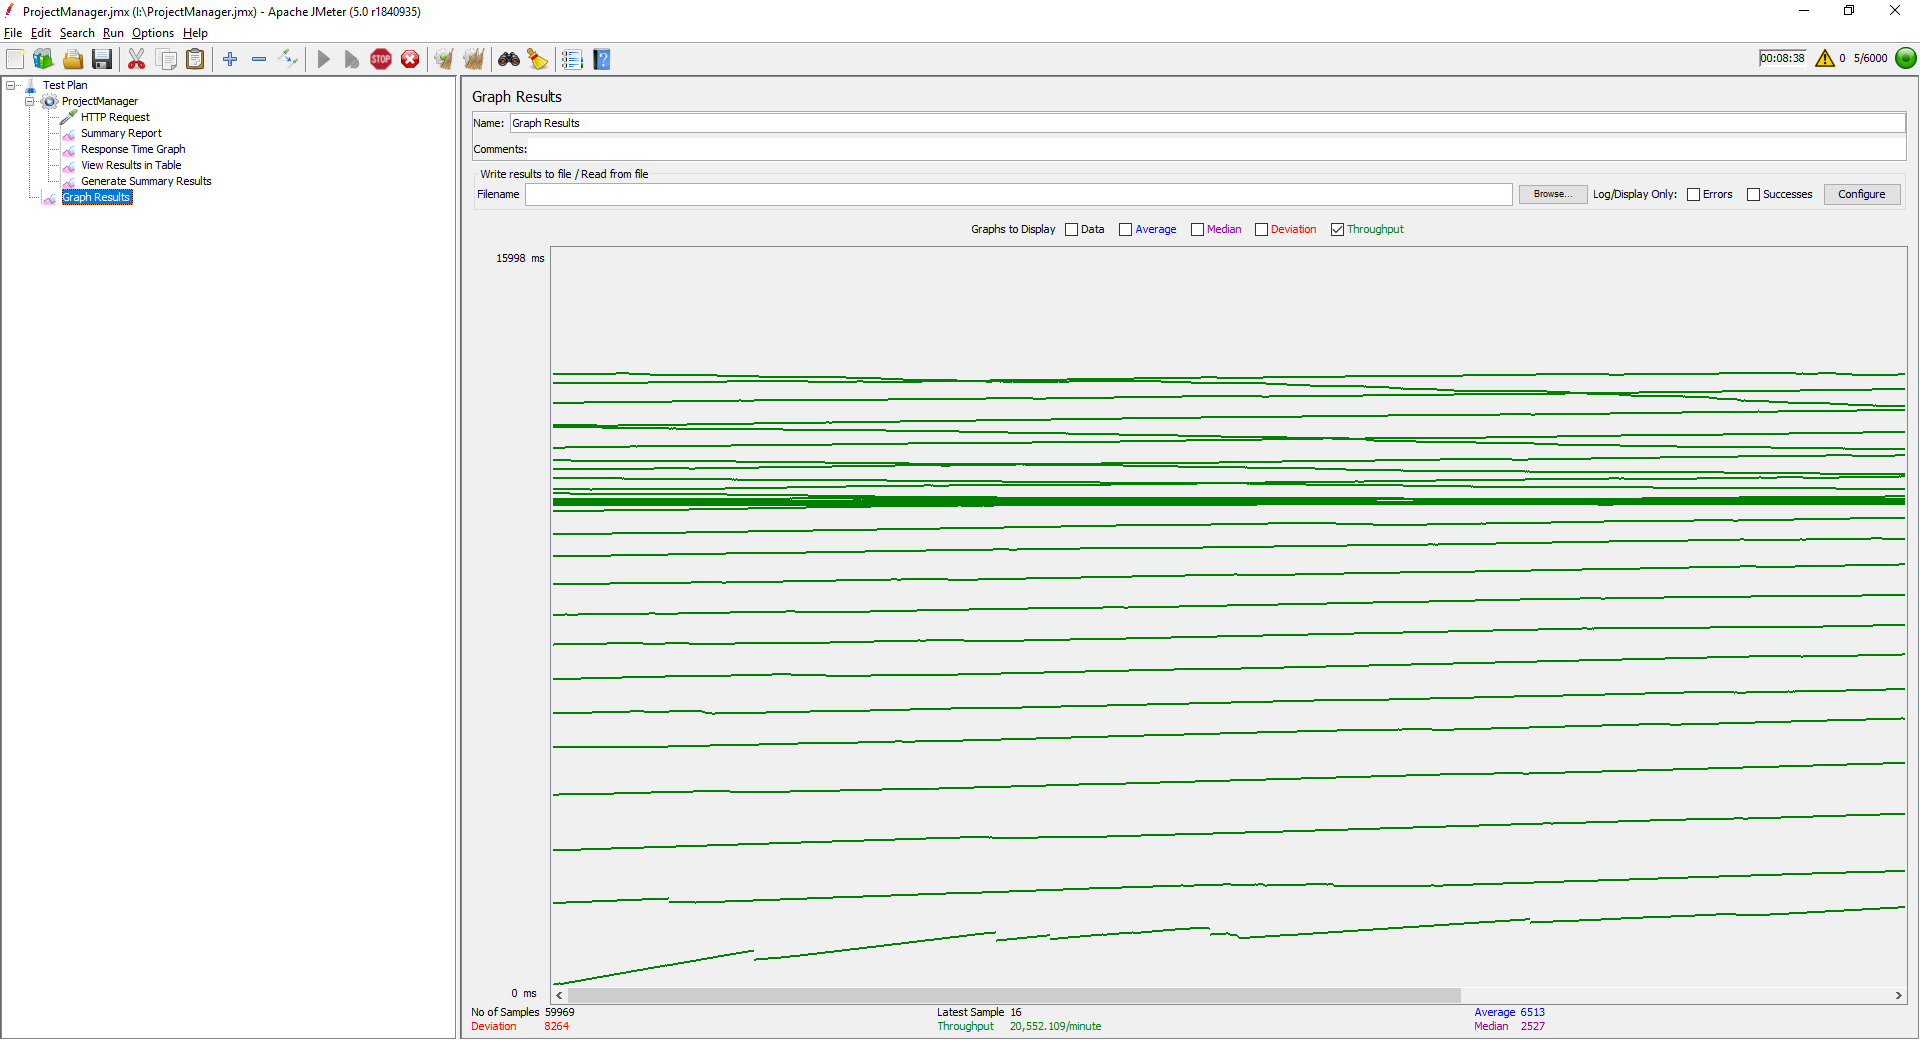 ProjectManager.jmx (I:\ProjectManager.jmx) - Apache JMeter (5.0 r1840935)
File Edit Search Run Options Help
STOP
?
00:08:38 0 5/6000
Test Plan
ProjectManager
HTTP Request
Summary Report
Response Time Graph
View Results in Table
Generate Summary Results
Graph Results
Graph Results
Name: Graph Results
Comments:
Write results to file / Read from file
Filename Browse... Log/Display Only: Errors Successes Configure
Graphs to Display Data Average Median Deviation Throughput
15998 ms
0 ms
No of Samples 59969 Latest Sample 16 Average 6513
Deviation 8264 Throughput 20,552.109/minute Median 2527